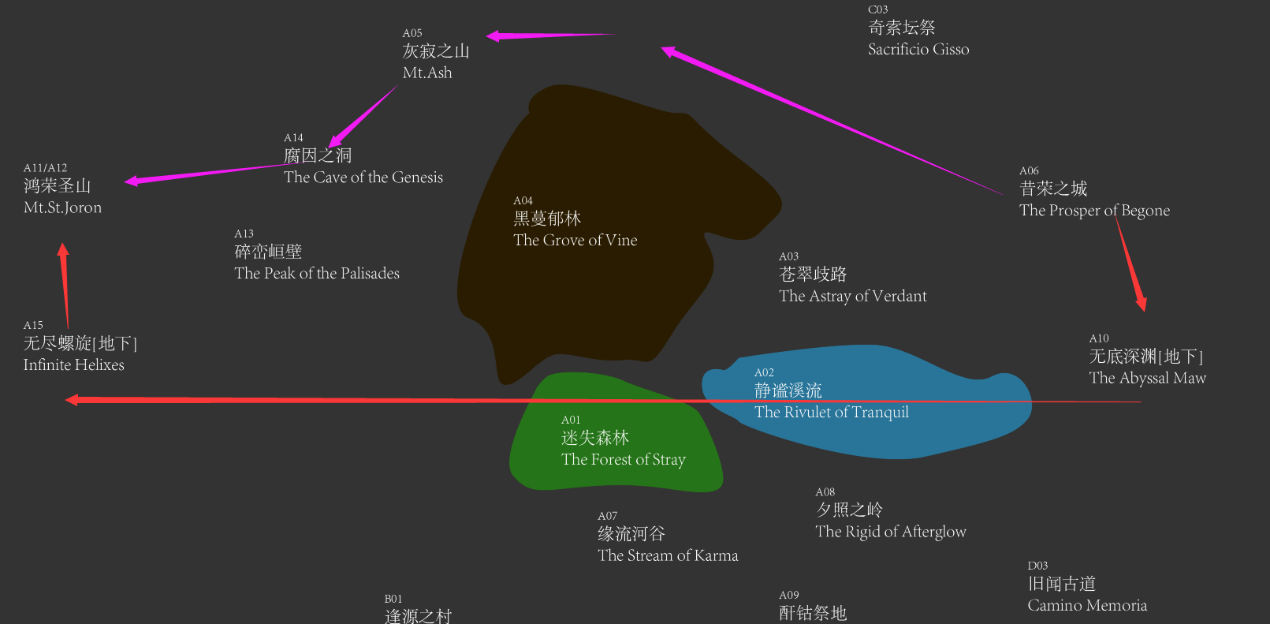 C03
奇索坛祭
Sacrificio Gisso
A05
灰寂之山
Mt.Ash
A14
腐因之洞
The Cave of the Genesis
A11/A12
鸿荣圣山
Mt.St.Joron
A06
昔荣之城
The Prosper of Begone
A04
黑蔓郁林
The Grove of Vine
A13
碎峦峘壁
The Peak of the Palisades
A03
苍翠歧路
The Astray of Verdant
A15
无尽螺旋[地下]
Infinite Helixes
A10
无底深渊[地下]
The Abyssal Maw
A02
静谧溪流
The Rivulet of Tranquil
A01
迷失森林
The Forest of Stray
A08
夕照之岭
The Rigid of Afterglow
A07
缘流河谷
The Stream of Karma
D03
旧闻古道
Camino Memoria
B01
逢源之村
A09
酐钴祭地